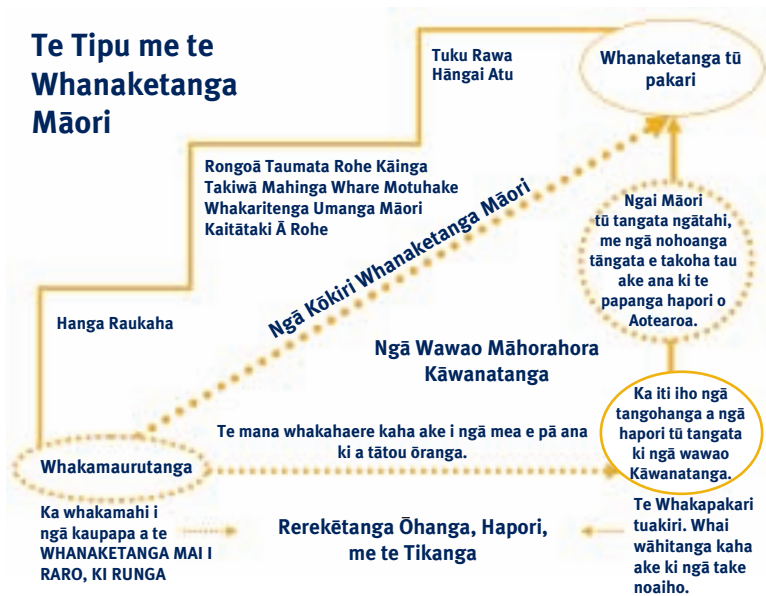 Te Tipu me te
Whanaketanga
Māori
Tuku Rawa
Hāngai Atu
Whanaketanga tū
pakari
Rongoā Taumata Rohe Kāinga
Takiwā Mahinga Whare Motuhake
Whakaritenga Umanga Māori
Kaitātaki Ā Rohe
Ngā Kōkiri Whanaketanga Māori
Ngai Māori
tū tangata ngātahi,
me ngā nohoanga
tāngata e takoha tau
ake ana ki te
papanga hapori o
Aotearoa.
Hanga Raukaha
Ngā Wawao Māhorahora
Kāwanatanga
Ka iti iho ngā
tangohanga a ngā
hapori tū tangata
ki ngā wawao
Kāwanatanga.
Te mana whakahaere kaha ake i ngā mea e pā ana
ki a tātou ōranga.
Whakamaurutanga
Ka whakamahi i
ngā kaupapa a te
WHANAKETANGA MAI I
RARO, KI RUNGA
Rerekētanga Ōhanga, Hapori,
me te Tikanga
Te Whakapakari
tuakiri. Whai
wāhitanga kaha
ake ki ngā take
noaiho.